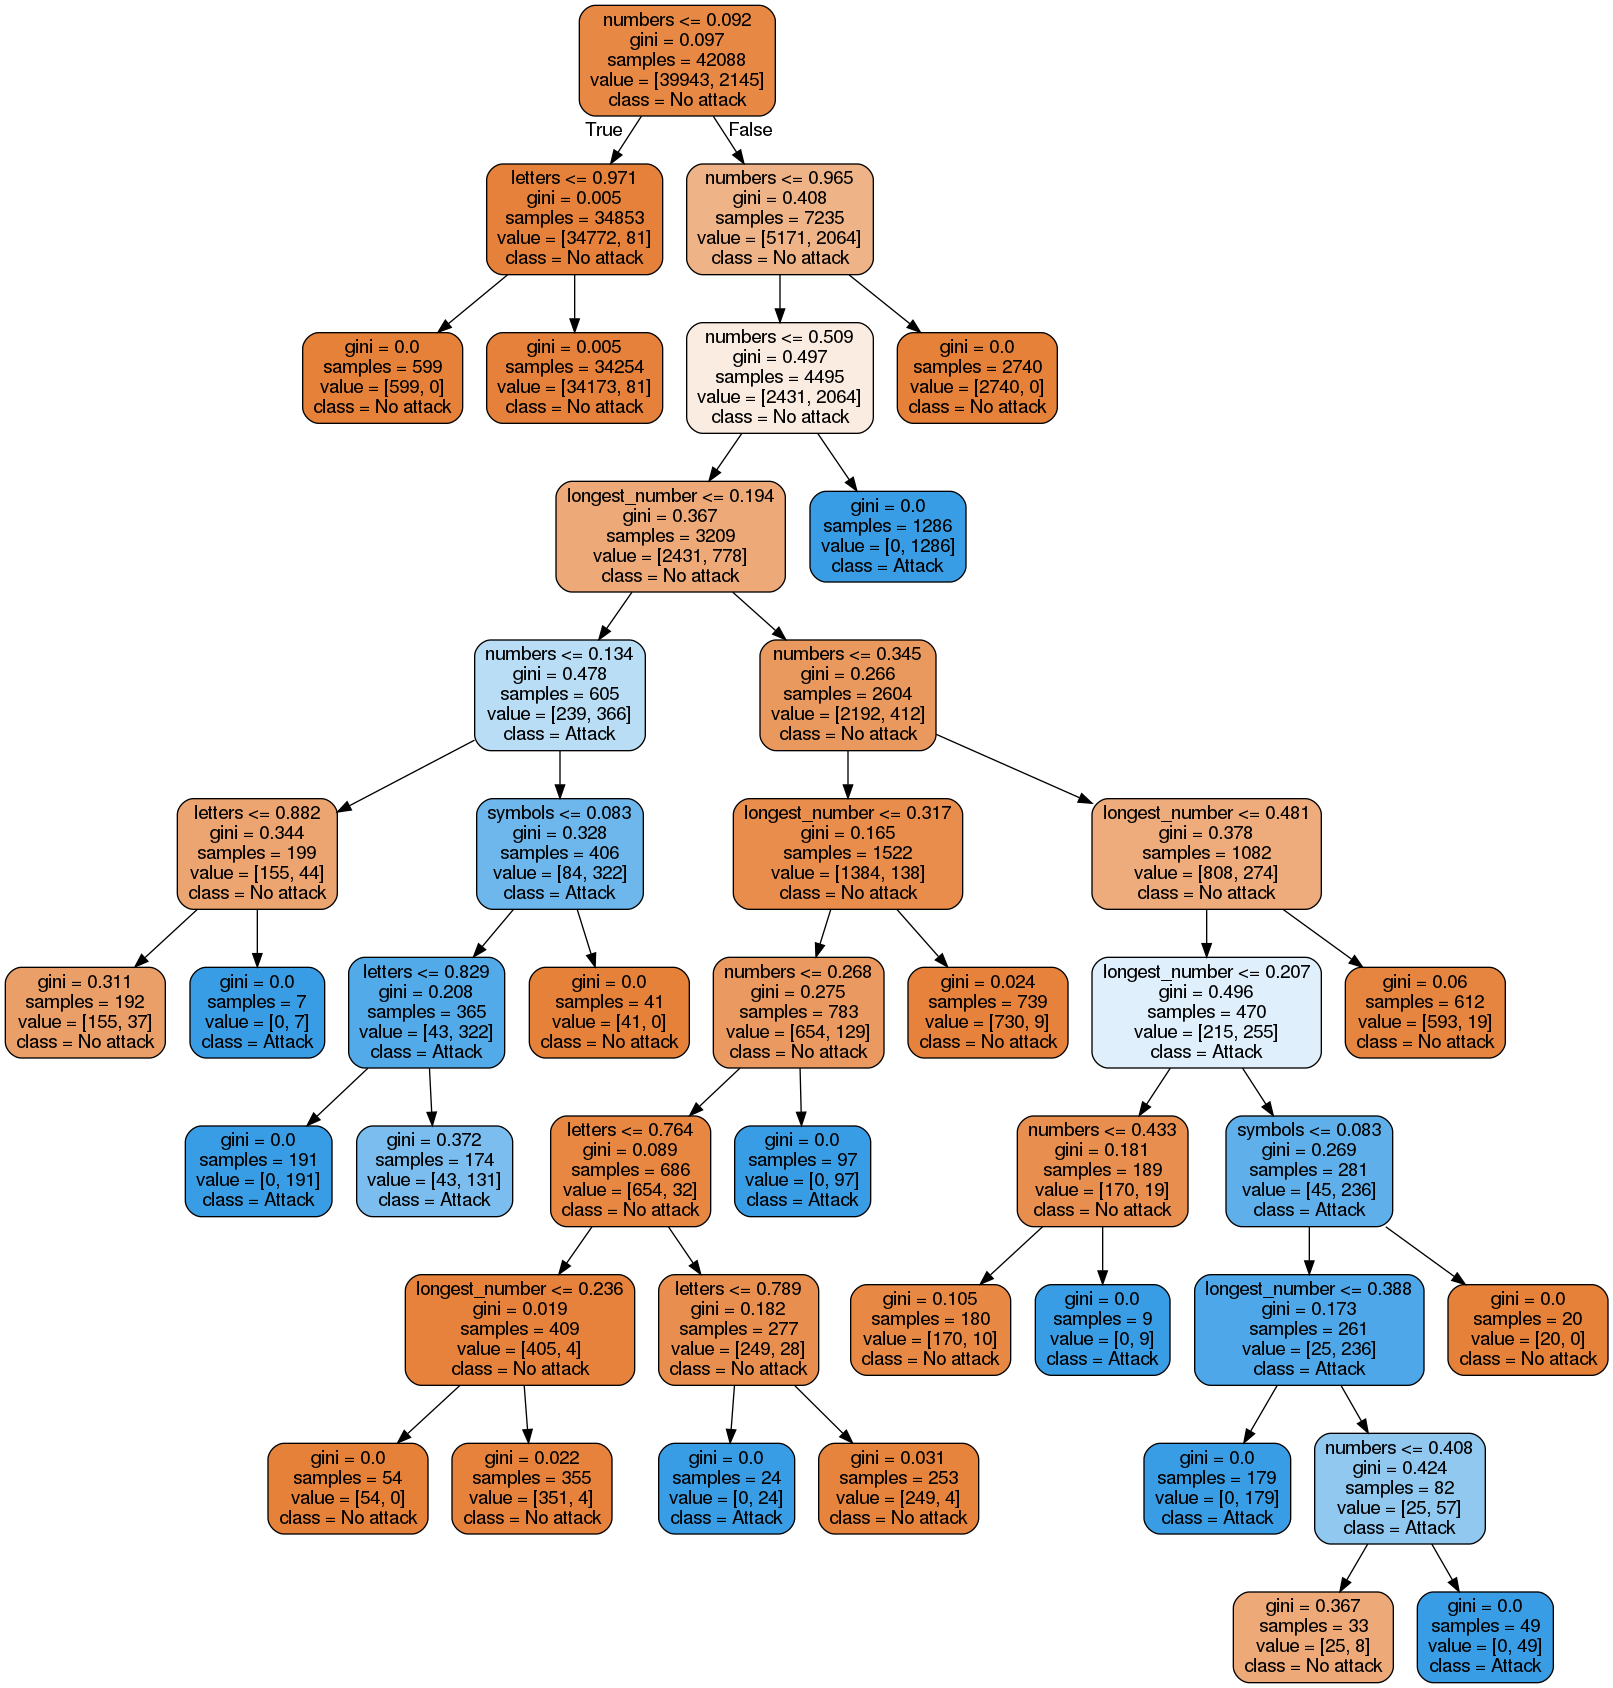 numbers <= 0.092
gini = 0.097
samples = 42088
value = [39943, 2145]
class = No attack
True
False
letters <= 0.971
gini = 0.005
samples = 34853
value = [34772, 81]
class = No attack
numbers <= 0.965
gini = 0.408
samples = 7235
value = [5171, 2064]
class = No attack
gini = 0.0
samples = 599
value = [599, 0]
class = No attack
gini = 0.005
samples = 34254
value = [34173, 81]
class = No attack
numbers <= 0.509
gini = 0.497
samples = 4495
value = [2431, 2064]
class = No attack
gini = 0.0
samples = 2740
value = [2740, 0]
class = No attack
longest_number <= 0.194
gini = 0.367
samples = 3209
value = [2431, 778]
class = No attack
gini = 0.0
samples = 1286
value = [0, 1286]
class = Attack
numbers <= 0.134
gini = 0.478
samples = 605
value = [239, 366]
class = Attack
numbers <= 0.345
gini = 0.266
samples = 2604
value = [2192, 412]
class = No attack
letters <= 0.882
gini = 0.344
samples = 199
value = [155, 44]
class = No attack
symbols <= 0.083
gini = 0.328
samples = 406
value = [84, 322]
class = Attack
longest_number <= 0.317
gini = 0.165
samples = 1522
value = [1384, 138]
class = No attack
longest_number <= 0.481
gini = 0.378
samples = 1082
value = [808, 274]
class = No attack
gini = 0.311
samples = 192
value = [155, 37]
class = No attack
gini = 0.0
samples = 7
value = [0, 7]
class = Attack
letters <= 0.829
gini = 0.208
samples = 365
value = [43, 322]
class = Attack
gini = 0.0
samples = 41
value = [41, 0]
class = No attack
numbers <= 0.268
gini = 0.275
samples = 783
value = [654, 129]
class = No attack
gini = 0.024
samples = 739
value = [730, 9]
class = No attack
longest_number <= 0.207
gini = 0.496
samples = 470
value = [215, 255]
class = Attack
gini = 0.06
samples = 612
value = [593, 19]
class = No attack
gini = 0.0
samples = 191
value = [0, 191]
class = Attack
gini = 0.372
samples = 174
value = [43, 131]
class = Attack
letters <= 0.764
gini = 0.089
samples = 686
value = [654, 32]
class = No attack
gini = 0.0
samples = 97
value = [0, 97]
class = Attack
numbers <= 0.433
gini = 0.181
samples = 189
value = [170, 19]
class = No attack
symbols <= 0.083
gini = 0.269
samples = 281
value = [45, 236]
class = Attack
longest_number <= 0.236
gini = 0.019
samples = 409
value = [405, 4]
class = No attack
letters <= 0.789
gini = 0.182
samples = 277
value = [249, 28]
class = No attack
gini = 0.105
samples = 180
value = [170, 10]
class = No attack
gini = 0.0
samples = 9
value = [0, 9]
class = Attack
longest_number <= 0.388
gini = 0.173
samples = 261
value = [25, 236]
class = Attack
gini = 0.0
samples = 20
value = [20, 0]
class = No attack
gini = 0.0
samples = 54
value = [54, 0]
class = No attack
gini = 0.022
samples = 355
value = [351, 4]
class = No attack
gini = 0.0
samples = 24
value = [0, 24]
class = Attack
gini = 0.031
samples = 253
value = [249, 4]
class = No attack
gini = 0.0
samples = 179
value = [0, 179]
class = Attack
numbers <= 0.408
gini = 0.424
samples = 82
value = [25, 57]
class = Attack
gini = 0.367
samples = 33
value = [25, 8]
class = No attack
gini = 0.0
samples = 49
value = [0, 49]
class = Attack